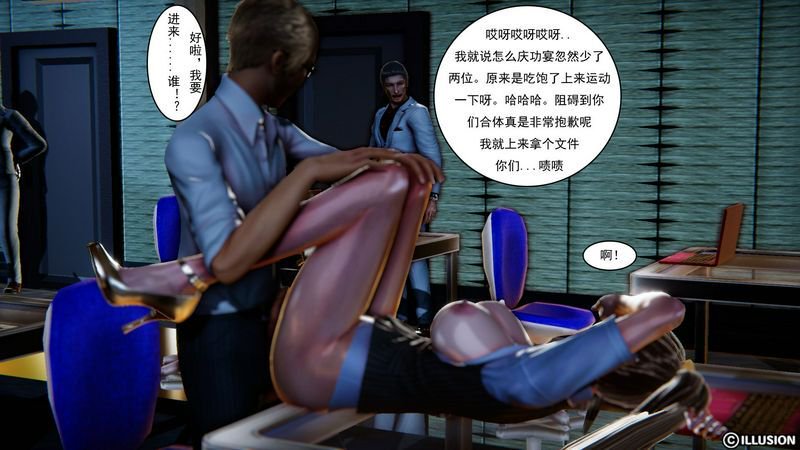 好啦，我要
进来.....谁！？
哎呀哎呀哎呀..
我就说怎么庆功宴忽然少了
两位。原来是吃饱了上来运动
一下呀。哈哈哈。阻碍到你
们合体真是非常抱歉呢
我就上来拿个文件
你们...啧啧
啊！
©ILLUSION